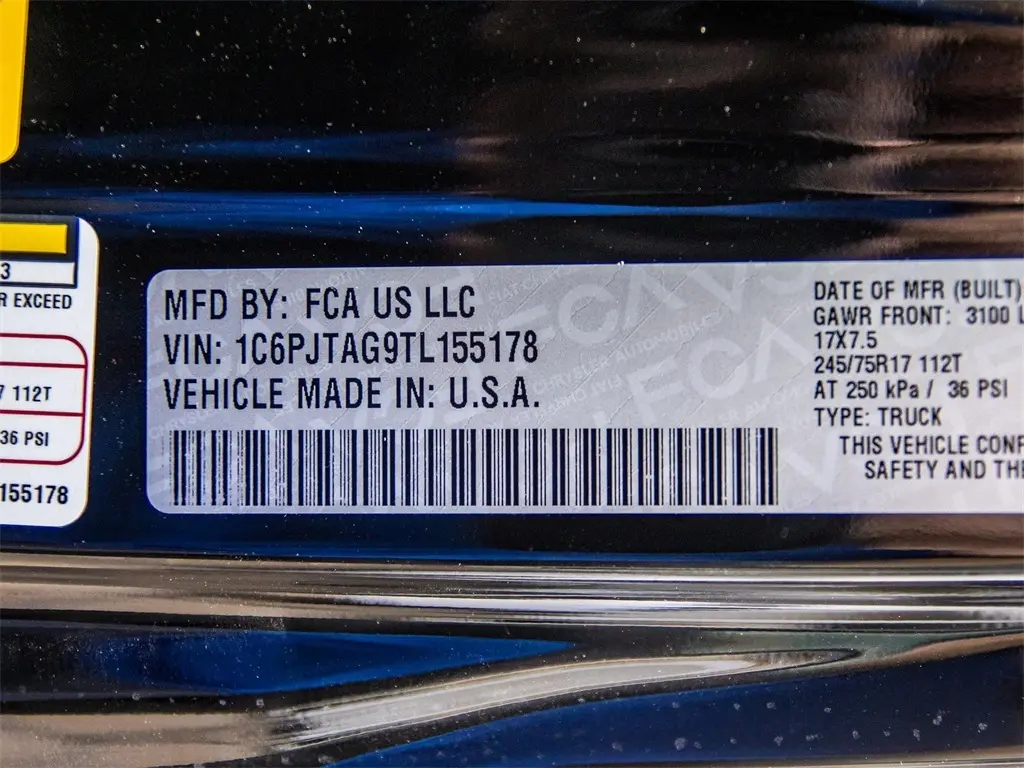 3
R EXCEED
7 112T
36 PSI
155178
MFD BY: FCA US LLC
VIN: 1C6PJTAG9TL155178
VEHICLE MADE IN: U.S.A.
DATE OF MFR (BUILT)
GAWR FRONT: 3100 L
17X7.5
245/75R17 112T
AT 250 kPa / 36 PSI
TYPE: TRUCK
THIS VEHICLE CONF
SAFETY AND THE